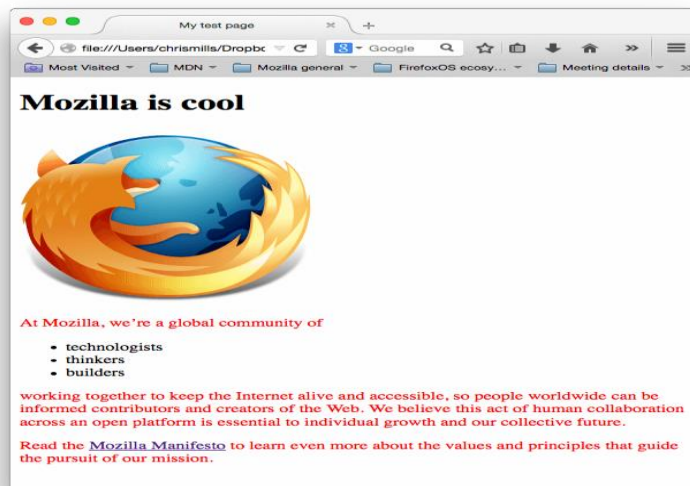 My test page
file:///Users/chrismills/Dropbc
Google
Most Visited
MDN
Mozilla general
FirefoxOS ecosy...
Meeting details
Mozilla is cool
At Mozilla, we're a global community of
• technologists
• thinkers
• builders
working together to keep the Internet alive and accessible, so people worldwide can be
informed contributors and creators of the Web. We believe this act of human collaboration
across an open platform is essential to individual growth and our collective future.
Read the Mozilla Manifesto to learn even more about the values and principles that guide
the pursuit of our mission.